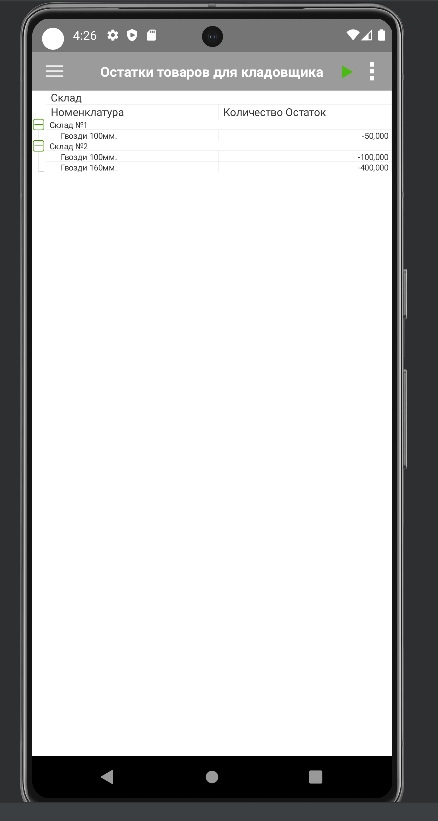 4:26
Остатки товаров для кладовщика
Склад
Номенклатура Количество Остаток
Склад №1
Гвозди 100мм. -50,000
Склад №2
Гвозди 100мм. -100,000
Гвозди 160мм. -400,000